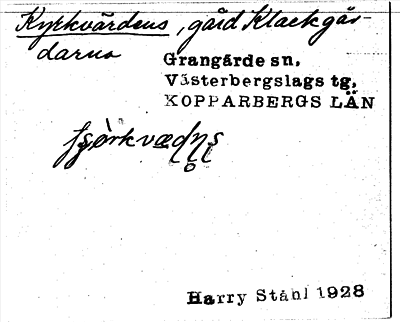 Kyrkvärdens, gård Klackgår-
darna
Grangärde sn.
Västerbergslags tg.
KOPPARBERGS LÄN
Harry Ståhl 1928